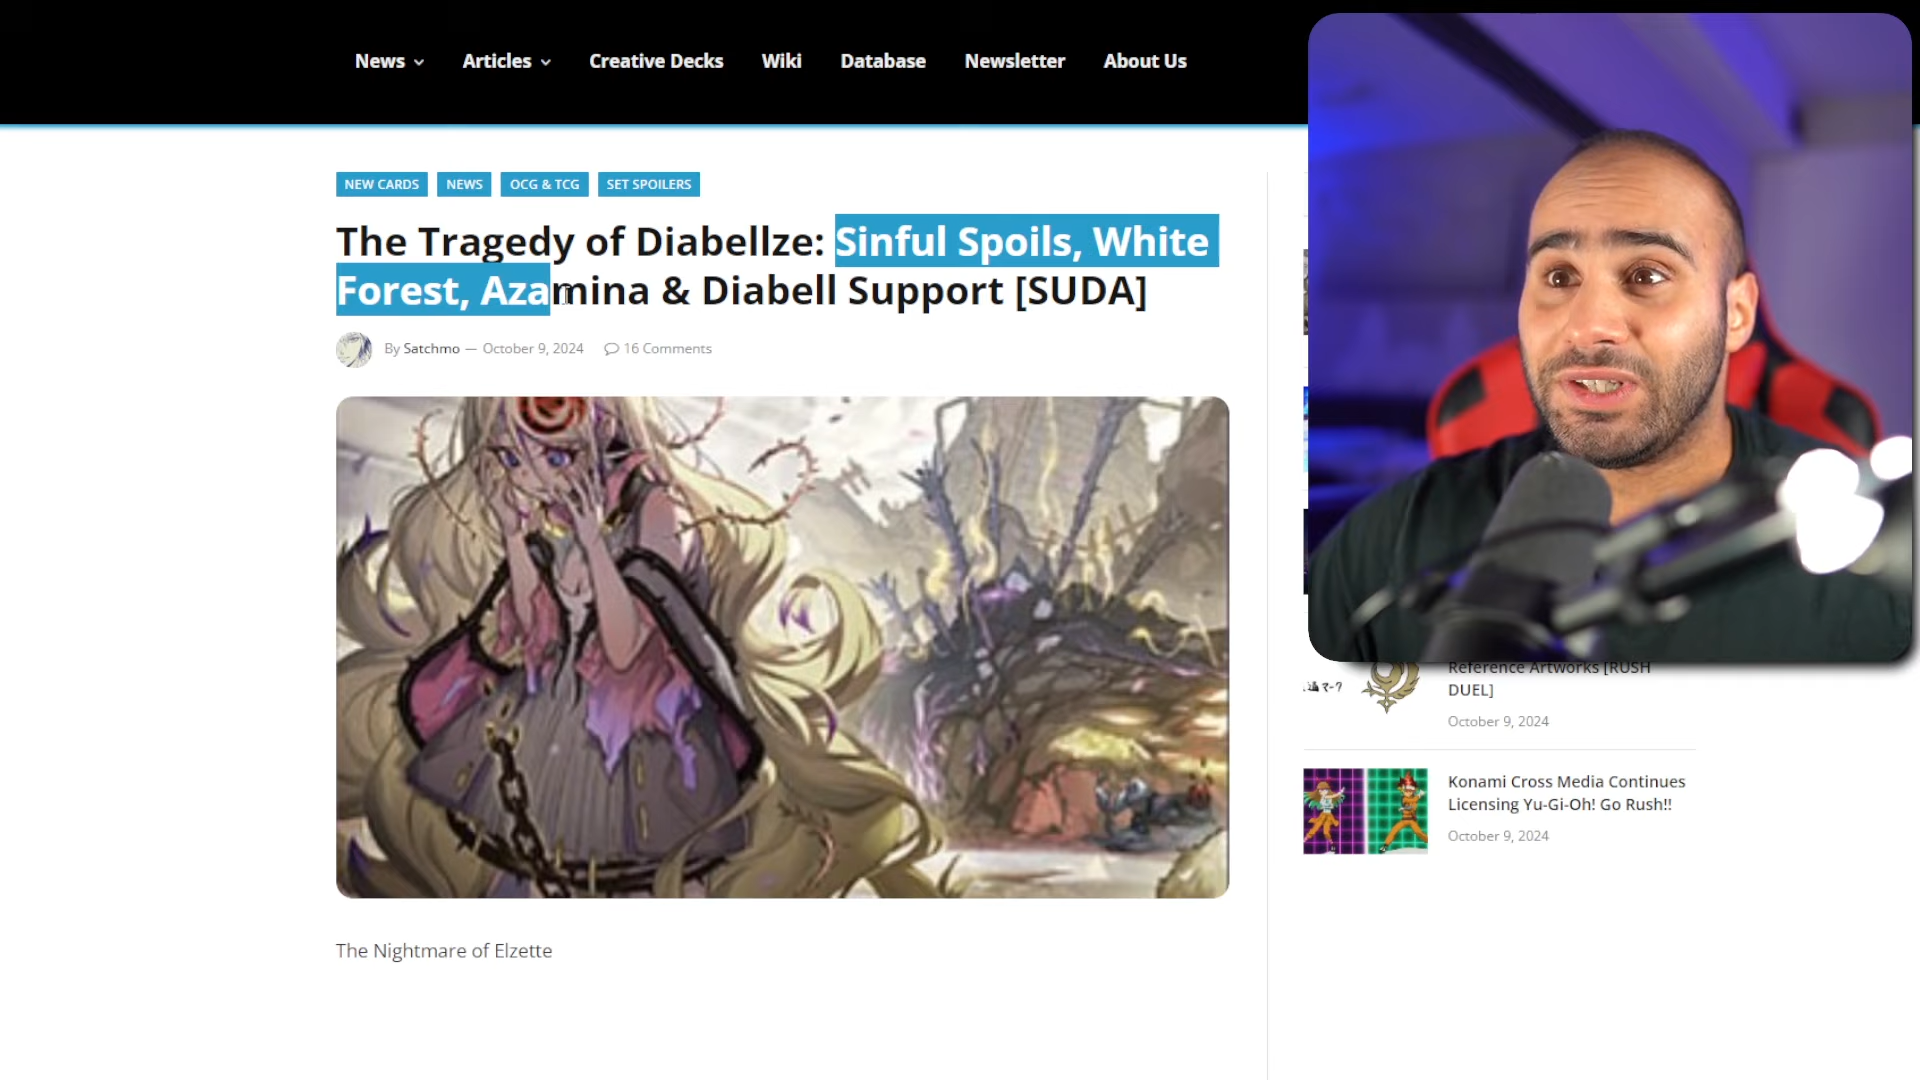 News
Articles
Creative Decks
Wiki
Database
Newsletter
About Us
NEW CARDS
NEWS
OCG & TCG
SET SPOILERS
The Tragedy of Diabellze: Sinful Spoils, White
Forest, Azamina & Diabell Support [SUDA]
By Satchmo — October 9, 2024
16 Comments
The Nightmare of Elzette
Reference Artworks [RUSH
DUEL]
October 9, 2024
Konami Cross Media Continues
Licensing Yu-Gi-Oh! Go Rush!!
October 9, 2024